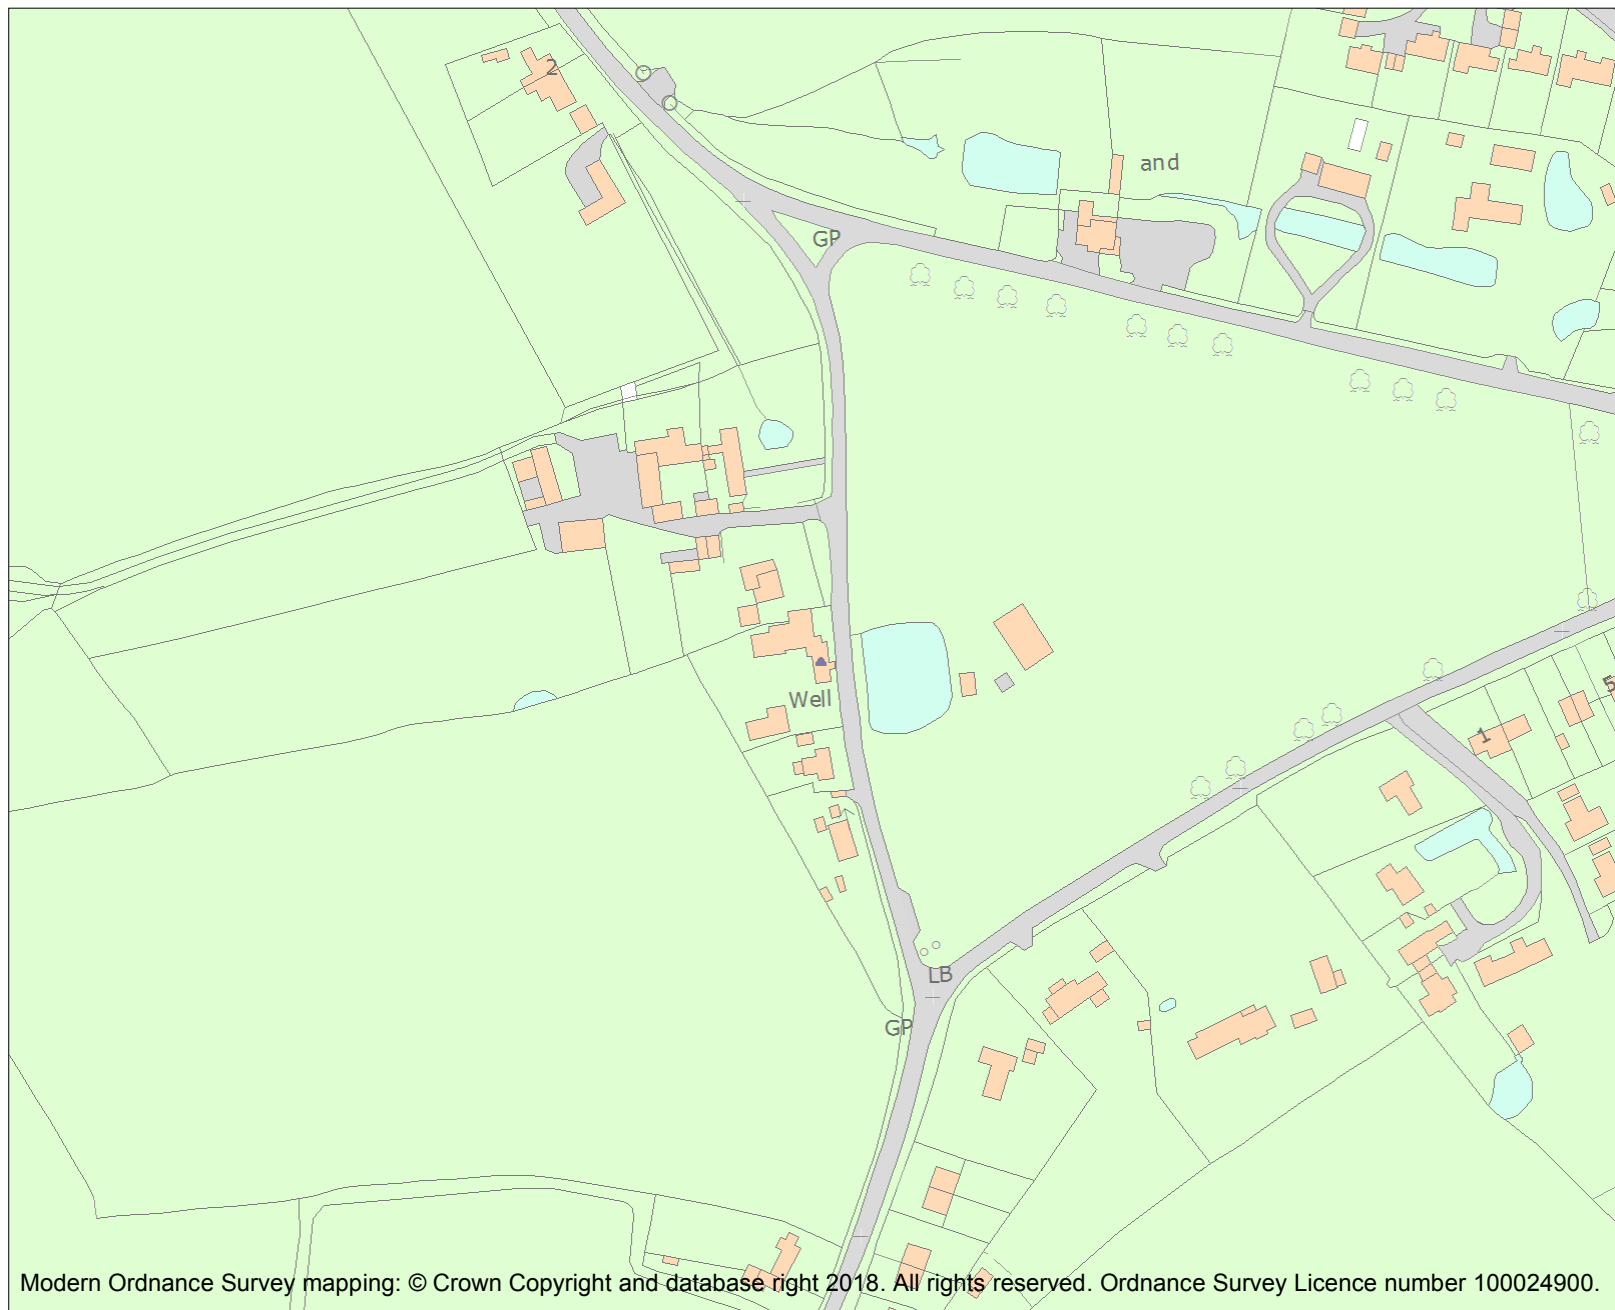 2
and
GP
Well
5
1
LB
GP
Modern Ordnance Survey mapping: © Crown Copyright and database right 2018. All rights reserved. Ordnance Survey Licence number 100024900.